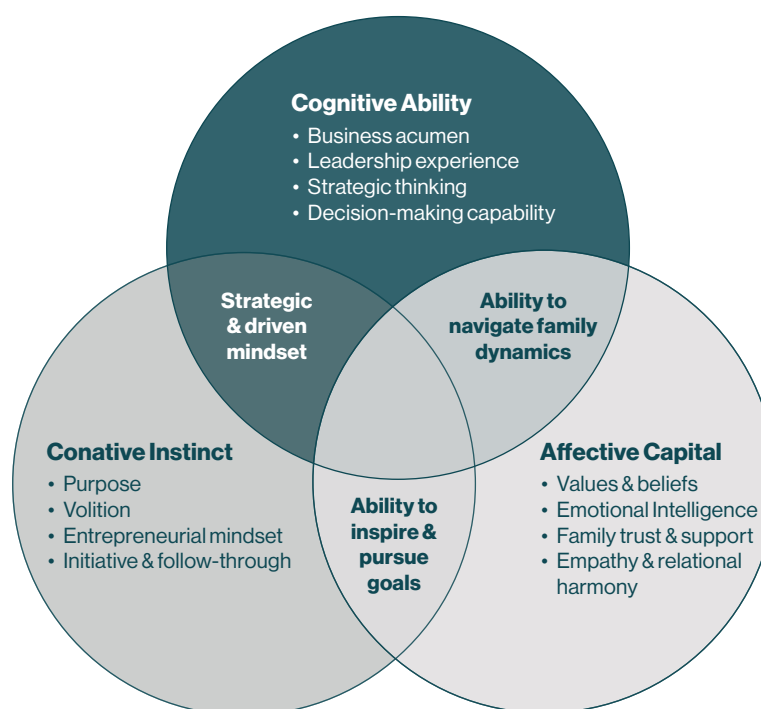 Cognitive Ability
• Business acumen
• Leadership experience
• Strategic thinking
• Decision-making capability
Strategic
& driven
mindset
Ability to
navigate family
dynamics
Conative Instinct
• Purpose
• Volition
• Entrepreneurial mindset
• Initiative & follow-through
Ability to
inspire &
pursue
goals
Affective Capital
• Values & beliefs
• Emotional Intelligence
• Family trust & support
• Empathy & relational
harmony